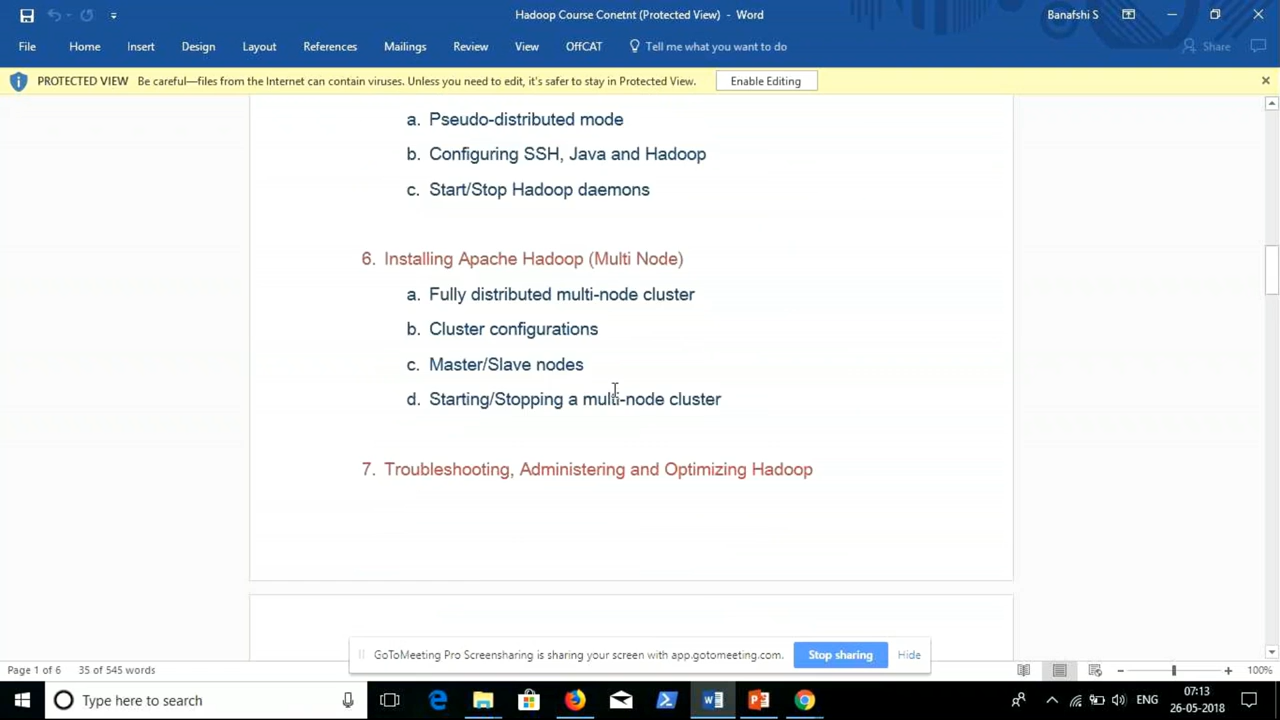 Hadoop Course Conetnt (Protected View) - Word
Banafshi S
File Home Insert Design Layout References Mailings Review View OffCAT Tell me what you want to do Share
PROTECTED VIEW Be careful—files from the Internet can contain viruses. Unless you need to edit, it's safer to stay in Protected View. Enable Editing
a. Pseudo-distributed mode
b. Configuring SSH, Java and Hadoop
c. Start/Stop Hadoop daemons
6. Installing Apache Hadoop (Multi Node)
a. Fully distributed multi-node cluster
b. Cluster configurations
c. Master/Slave nodes
d. Starting/Stopping a multi-node cluster
7. Troubleshooting, Administering and Optimizing Hadoop
GoToMeeting Pro Screensharing is sharing your screen with app.gotomeeting.com. Stop sharing Hide
Page 1 of 6 35 of 545 words 100%
Type here to search
ENG
07:13
26-05-2018